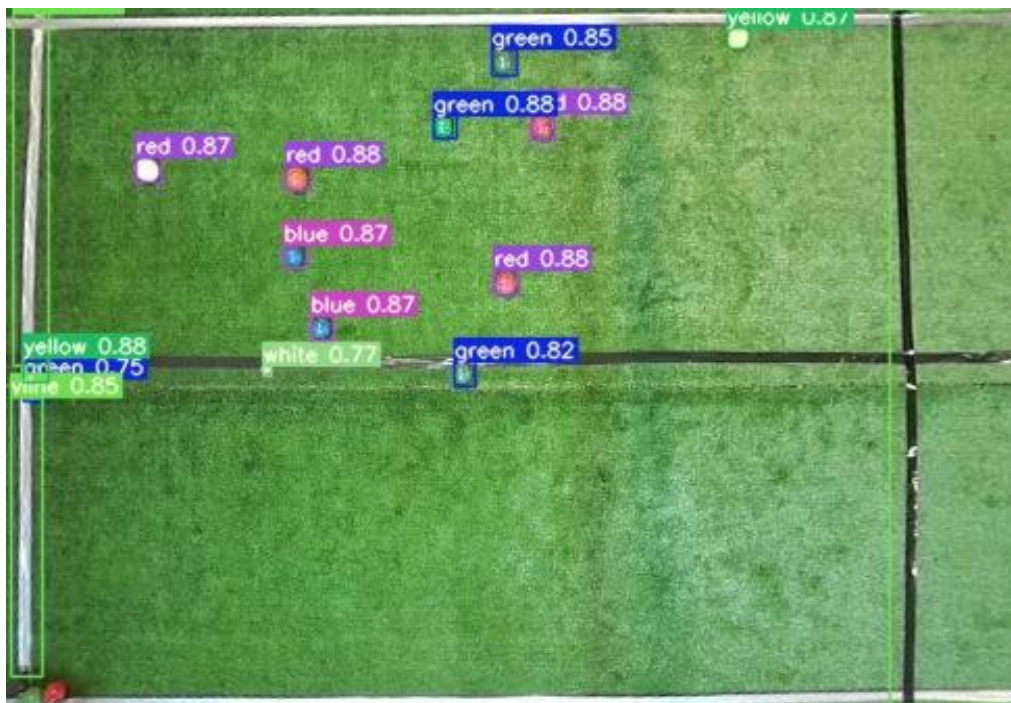 yellow 0.87
green 0.85
green 0.88
0.88
red 0.87
red 0.88
blue 0.87
red 0.88
blue 0.87
yellow 0.88
white 0.77
green 0.82
green 0.75
vline 0.85